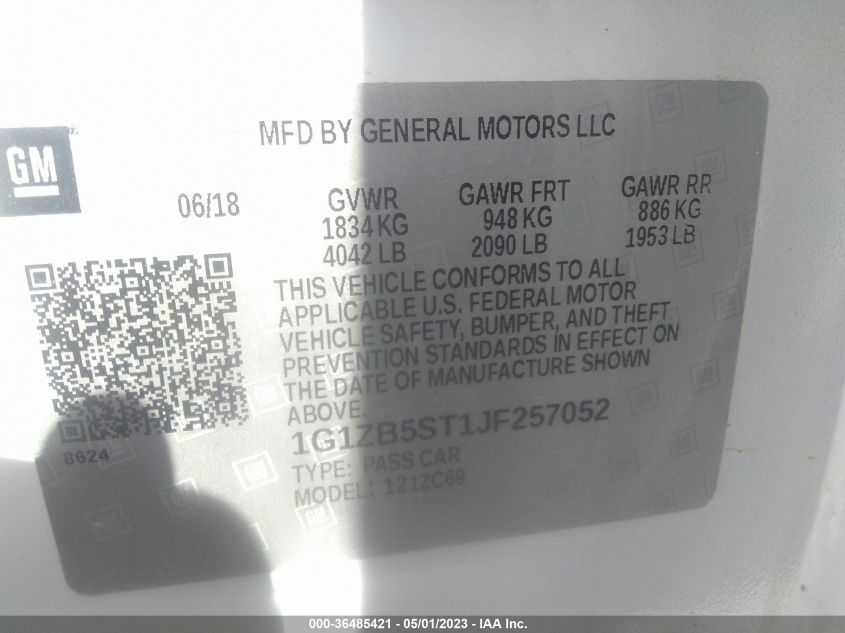 MFD BY GENERAL MOTORS LLC
GM
06/18
GVWR
1834 KG
4042 LB
GAWR FRT
948 KG
2090 LB
GAWR RR
886 KG
1953 LB
THIS VEHICLE CONFORMS TO ALL
APPLICABLE U.S. FEDERAL MOTOR
VEHICLE SAFETY, BUMPER, AND THEFT
PREVENTION STANDARDS IN EFFECT ON
THE DATE OF MANUFACTURE SHOWN
ABOVE.
8624
1G1ZB5ST1JF257052
TYPE: PASS CAR
MODEL: 121ZC69
000-36485421 - 05/01/2023 - IAA Inc.